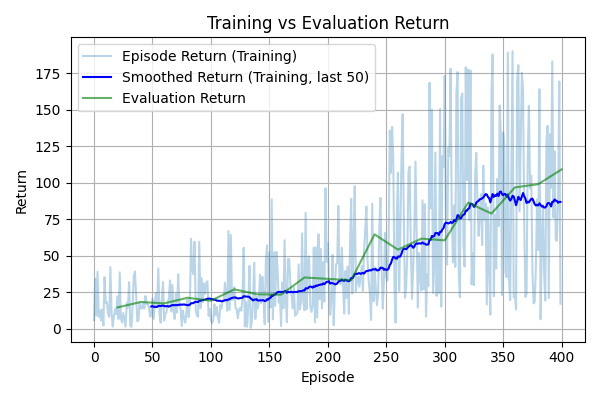 Training vs Evaluation Return
Episode Return (Training)
Smoothed Return (Training, last 50)
Evaluation Return
Return
175
150
125
100
75
50
25
0
0 50 100 150 200 250 300 350 400
Episode